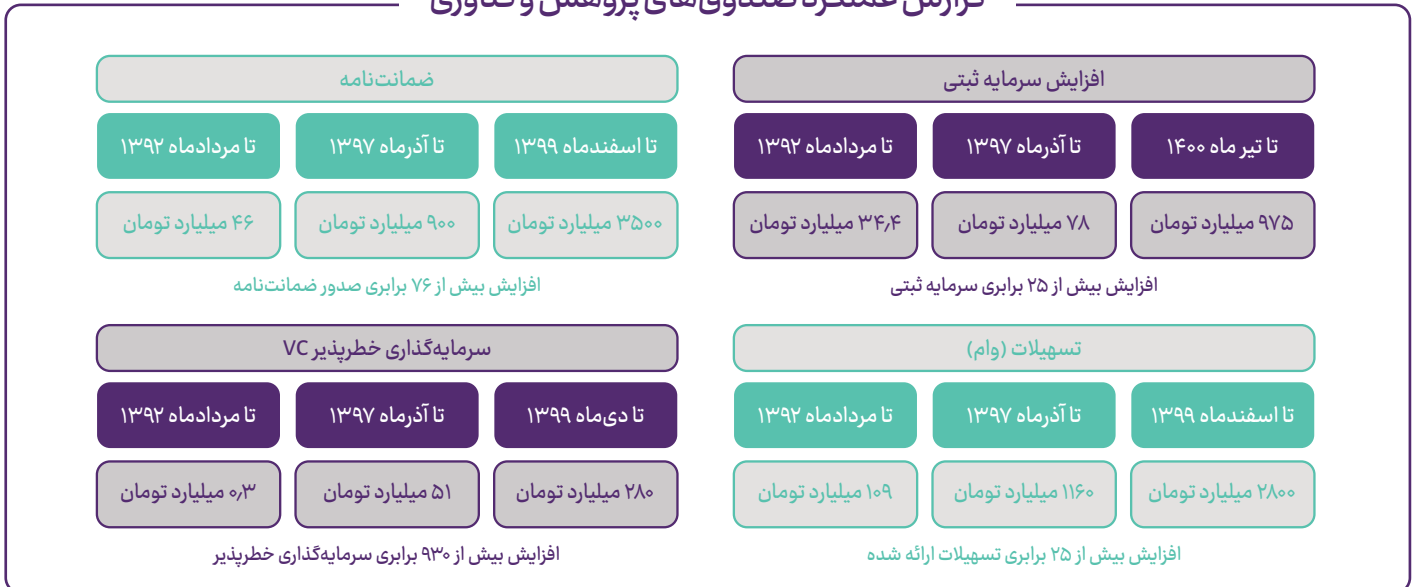 گزارش عملکرد صندوق‌های پژوهش و فناوری
افزایش سرمایه ثبتی
تا تیر ماه ۱۴۰۰
تا آذرماه ۱۳۹۷
تا مردادماه ۱۳۹۲
۹۷۵ میلیارد تومان
۷۸ میلیارد تومان
۳۴٫۴ میلیارد تومان
افزایش بیش از ۲۵ برابری سرمایه ثبتی
ضمانت‌نامه
تا اسفندماه ۱۳۹۹
تا آذرماه ۱۳۹۷
تا مردادماه ۱۳۹۲
۳۵۰۰ میلیارد تومان
۹۰۰ میلیارد تومان
۴۶ میلیارد تومان
افزایش بیش از ۷۶ برابری صدور ضمانت‌نامه
تسهیلات (وام)
تا اسفندماه ۱۳۹۹
تا آذرماه ۱۳۹۷
تا مردادماه ۱۳۹۲
۲۸۰۰ میلیارد تومان
۱۱۶۰ میلیارد تومان
۱۰۹ میلیارد تومان
افزایش بیش از ۲۵ برابری تسهیلات ارائه شده
سرمایه‌گذاری خطرپذیر VC
تا دی‌ماه ۱۳۹۹
تا آذرماه ۱۳۹۷
تا مردادماه ۱۳۹۲
۲۸۰ میلیارد تومان
۵۱ میلیارد تومان
۰٫۳ میلیارد تومان
افزایش بیش از ۹۳۰ برابری سرمایه‌گذاری خطرپذیر